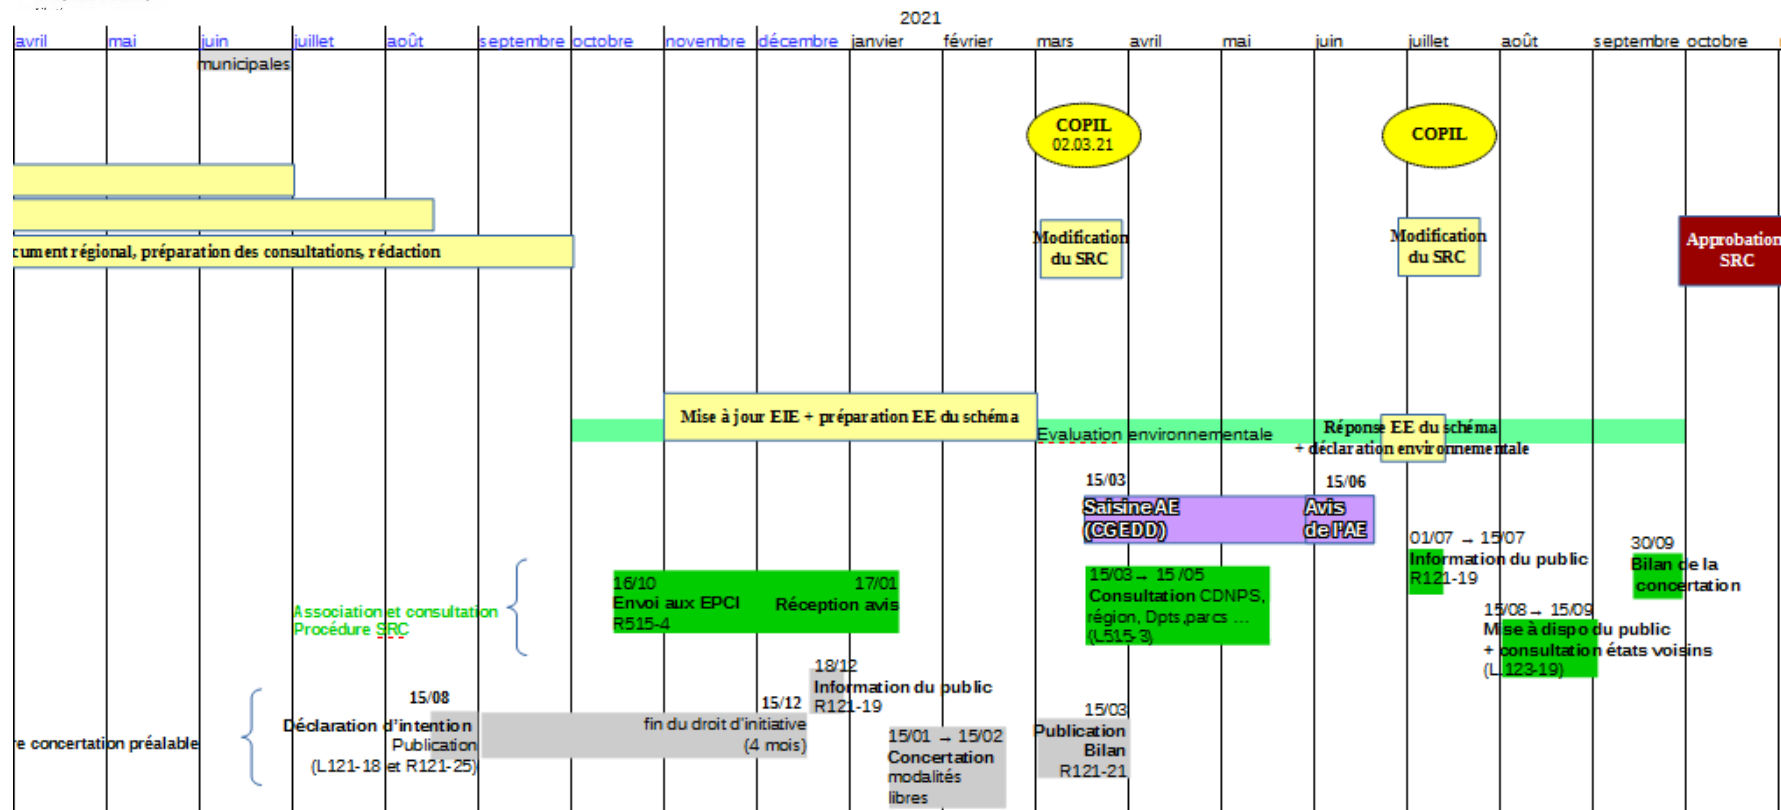 2021
avril mai juin juillet août septembre octobre novembre décembre janvier février mars avril mai juin juillet août septembre octobre
municipales
COPIL
02.03.21
COPIL
cument régional, préparation des consultations, rédaction
Modification
du SRC
Modification
du SRC
Approbation
SRC
Mise à jour EIE + préparation EE du schéma
Evaluation environnementale
Réponse EE du schéma
+ déclaration environnementale
15/03
Saisine AE
(CGEDD)
15/06
Avis
de l'AE
01/07 → 15/07
Information du public
R121-19
30/09
Bilan de la
concertation
Association et consultation
Procédure SRC
16/10
Envoi aux EPCI
R515-4
17/01
Réception avis
15/03→ 15 /05
Consultation CDNPS,
région, Dpts,parcs ...
(L515-3)
15/08→ 15/09
Mise à dispo du public
+ consultation états voisins
(L 123-19)
18/12
Information du public
R121-19
re concertation préalable
15/08
Déclaration d'intention
Publication
(L121-18 et R121-25)
15/12
fin du droit d'initiative
(4 mois)
15/01 → 15/02
Concertation
modalités
libres
15/03
Publication
Bilan
R121-21